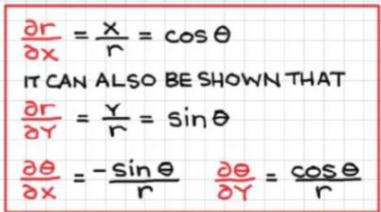 ∂r/∂x = x/r = cos θ
IT CAN ALSO BE SHOWN THAT
∂r/∂Y = Y/r = sin θ
∂θ/∂x = -sin θ/r   ∂θ/∂Y = cos θ/r